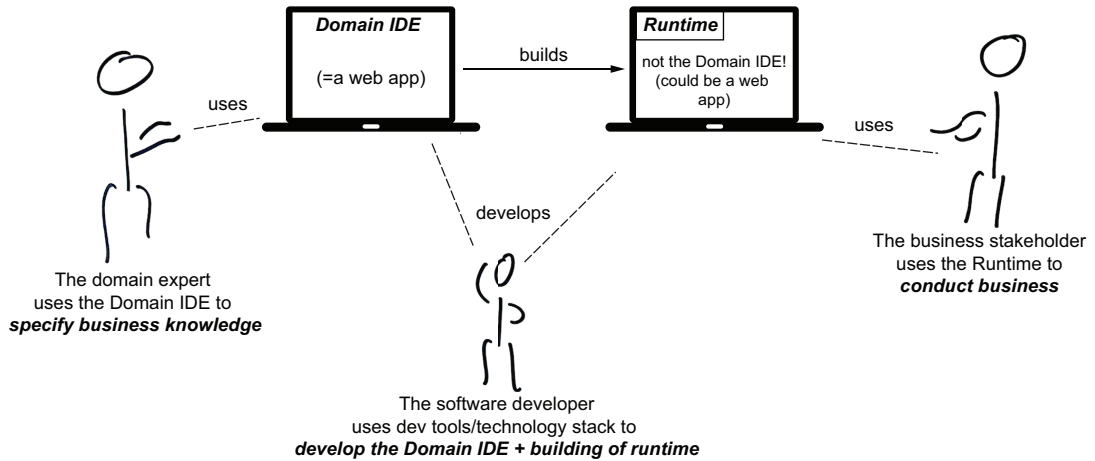 Domain IDE
(=a web app)
builds
Runtime
not the Domain IDE!
(could be a web
app)
uses
uses
develops
The domain expert
uses the Domain IDE to
specify business knowledge
The business stakeholder
uses the Runtime to
conduct business
The software developer
uses dev tools/technology stack to
develop the Domain IDE + building of runtime